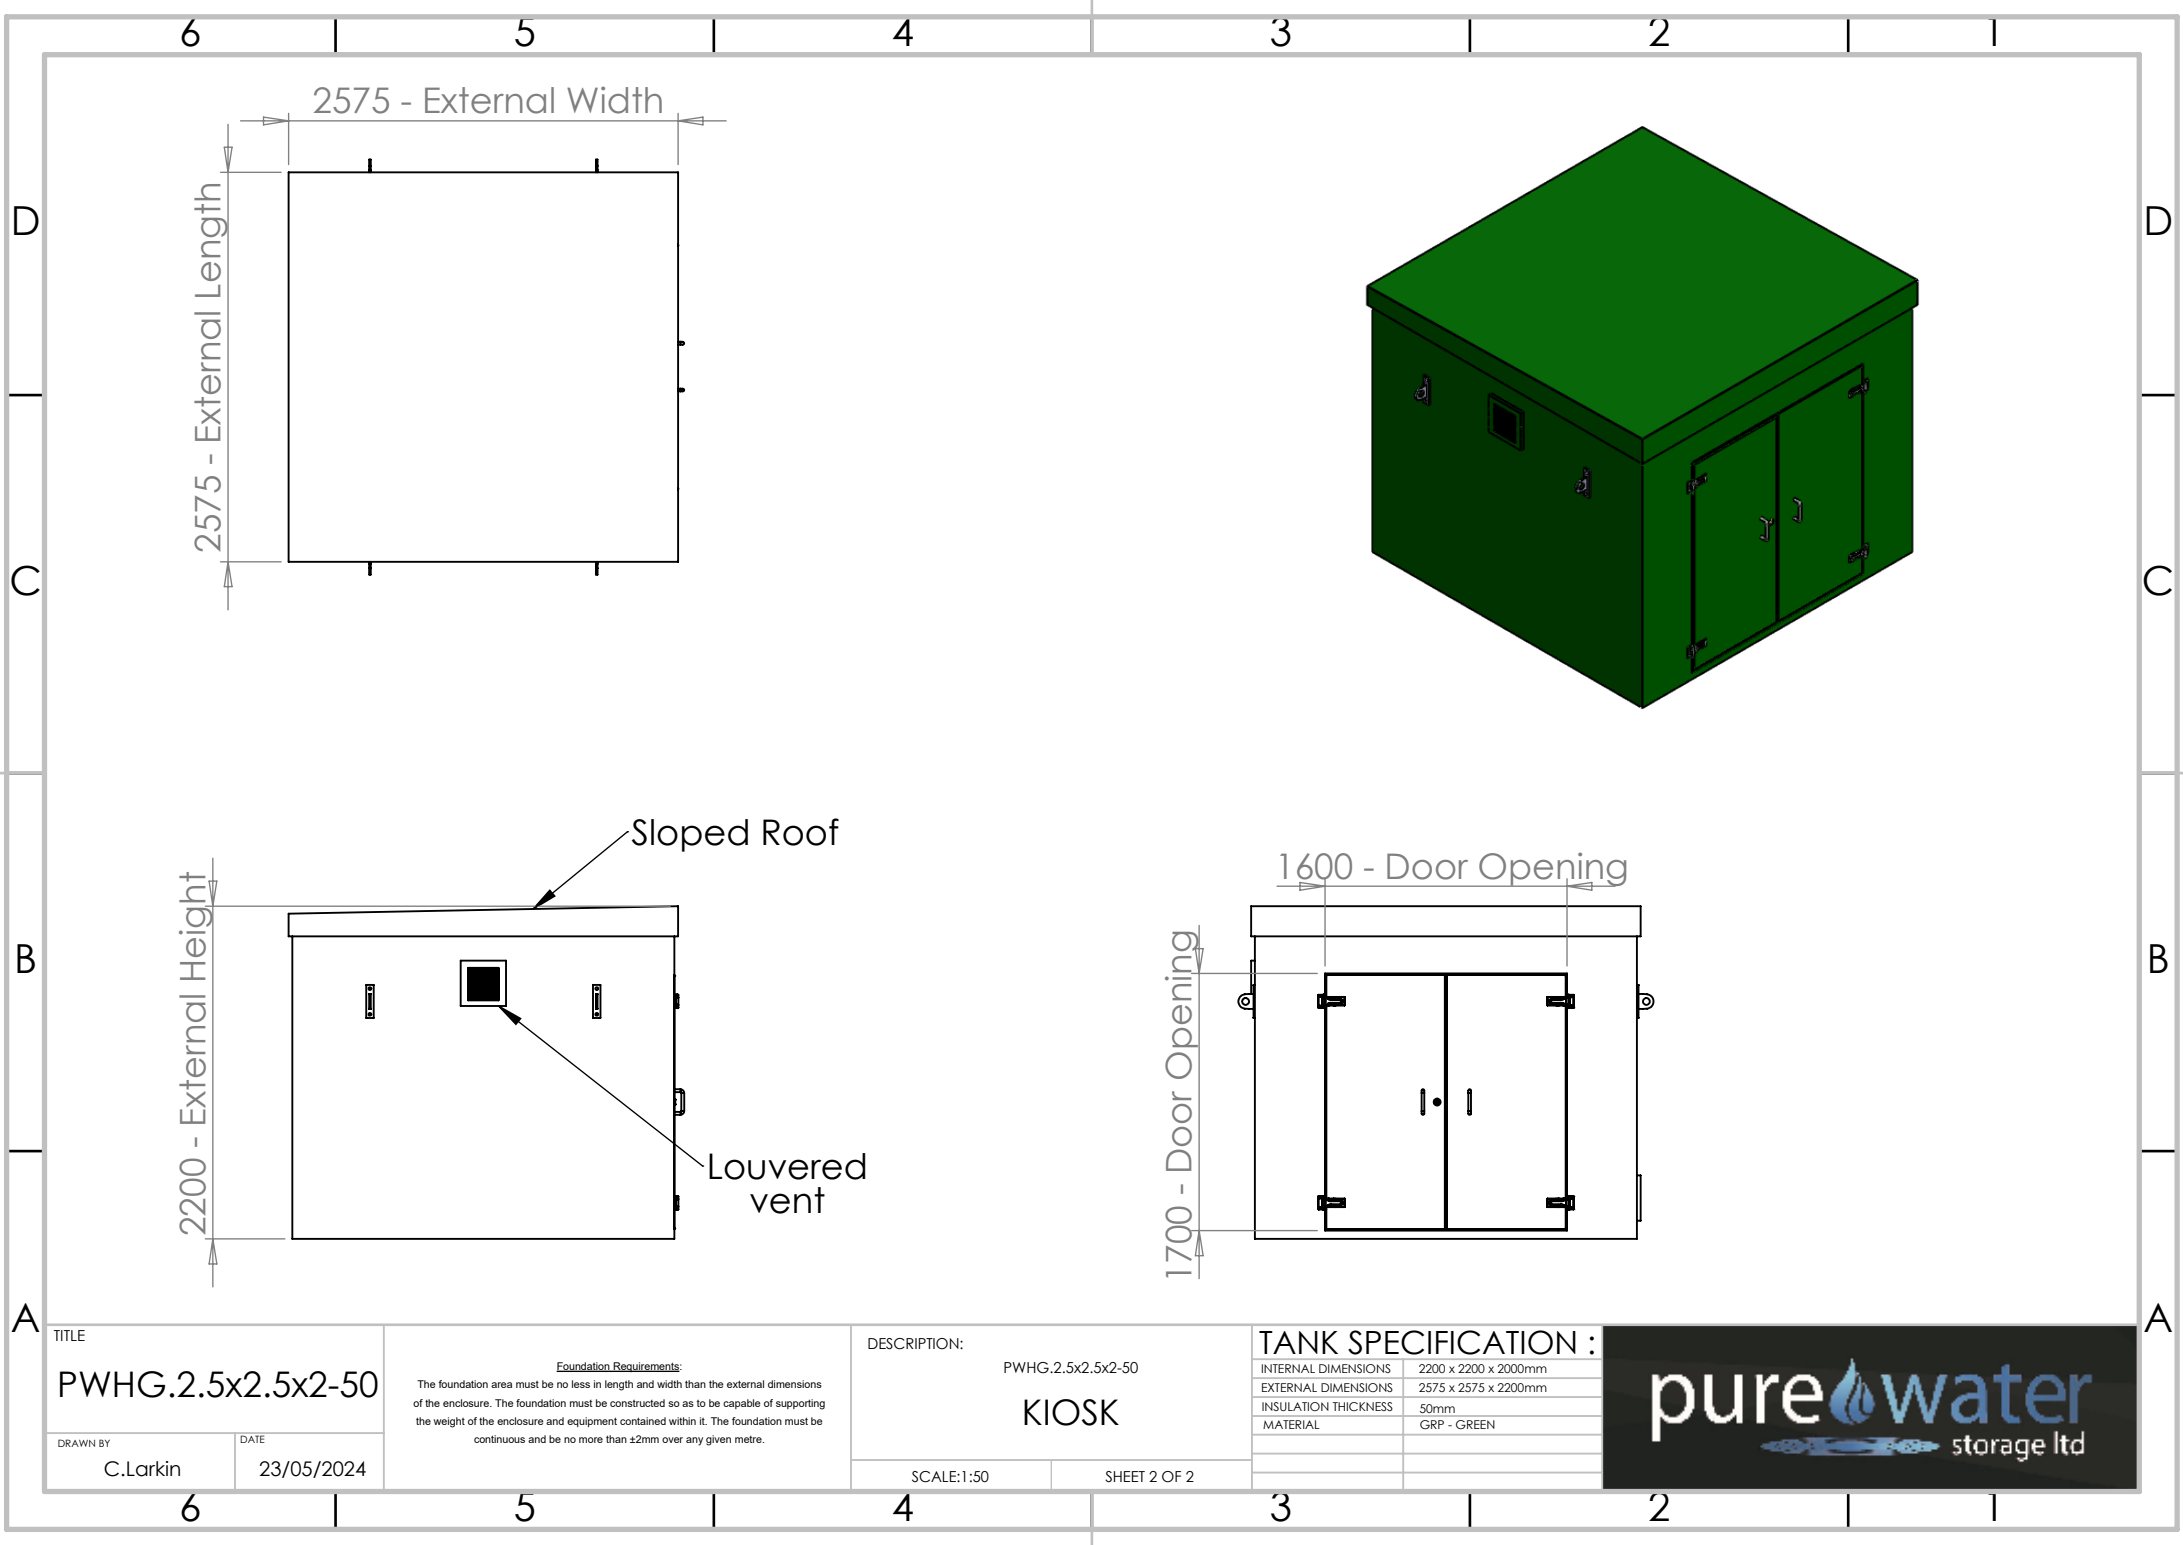 6 5 4 3 2 1
D
D
C
C
B
B
A
A
2575 - External Width
2575 - External Length
Sloped Roof
2200 - External Height
Louvered
vent
1600 - Door Opening
1700 - Door Opening
TITLE
PWHG.2.5x2.5x2-50
DRAWN BY
C.Larkin
DATE
23/05/2024
Foundation Requirements:
The foundation area must be no less in length and width than the external dimensions
of the enclosure. The foundation must be constructed so as to be capable of supporting
the weight of the enclosure and equipment contained within it. The foundation must be
continuous and be no more than ±2mm over any given metre.
DESCRIPTION:
PWHG.2.5x2.5x2-50
KIOSK
SCALE:1:50
SHEET 2 OF 2
TANK SPECIFICATION :
INTERNAL DIMENSIONS 2200 x 2200 x 2000mm
EXTERNAL DIMENSIONS 2575 x 2575 x 2200mm
INSULATION THICKNESS 50mm
MATERIAL GRP - GREEN
pure water
storage ltd
6 5 4 3 2 1